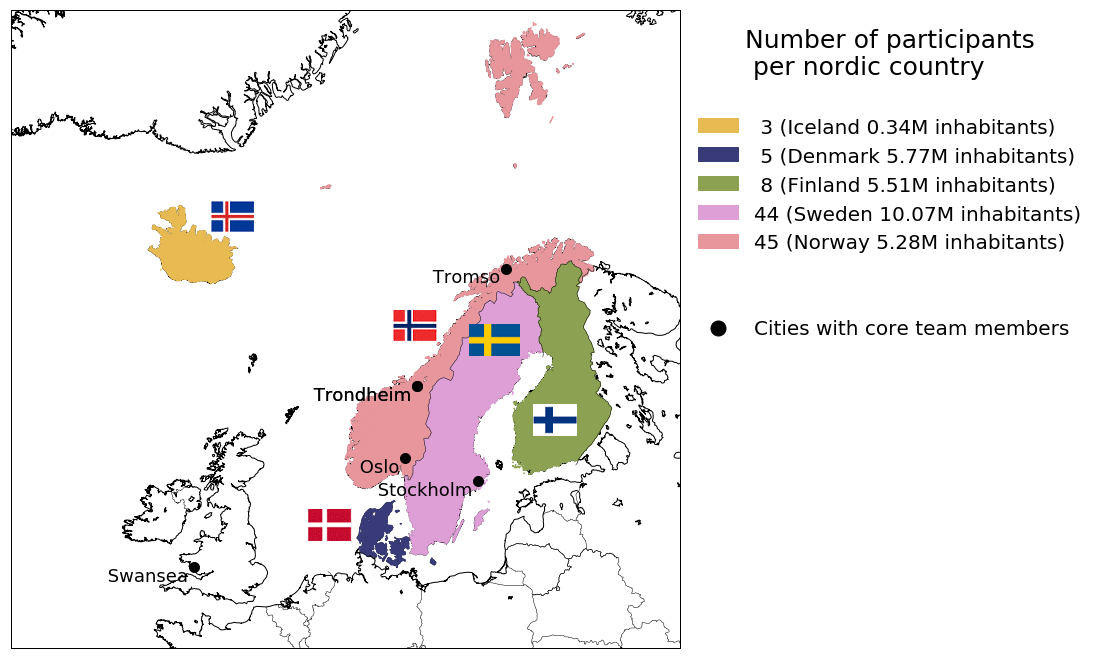 Number of participants
per nordic country
3 (Iceland 0.34M inhabitants)
5 (Denmark 5.77M inhabitants)
8 (Finland 5.51M inhabitants)
44 (Sweden 10.07M inhabitants)
45 (Norway 5.28M inhabitants)
Cities with core team members
Tromsø
Trondheim
Oslo
Stockholm
Swansea